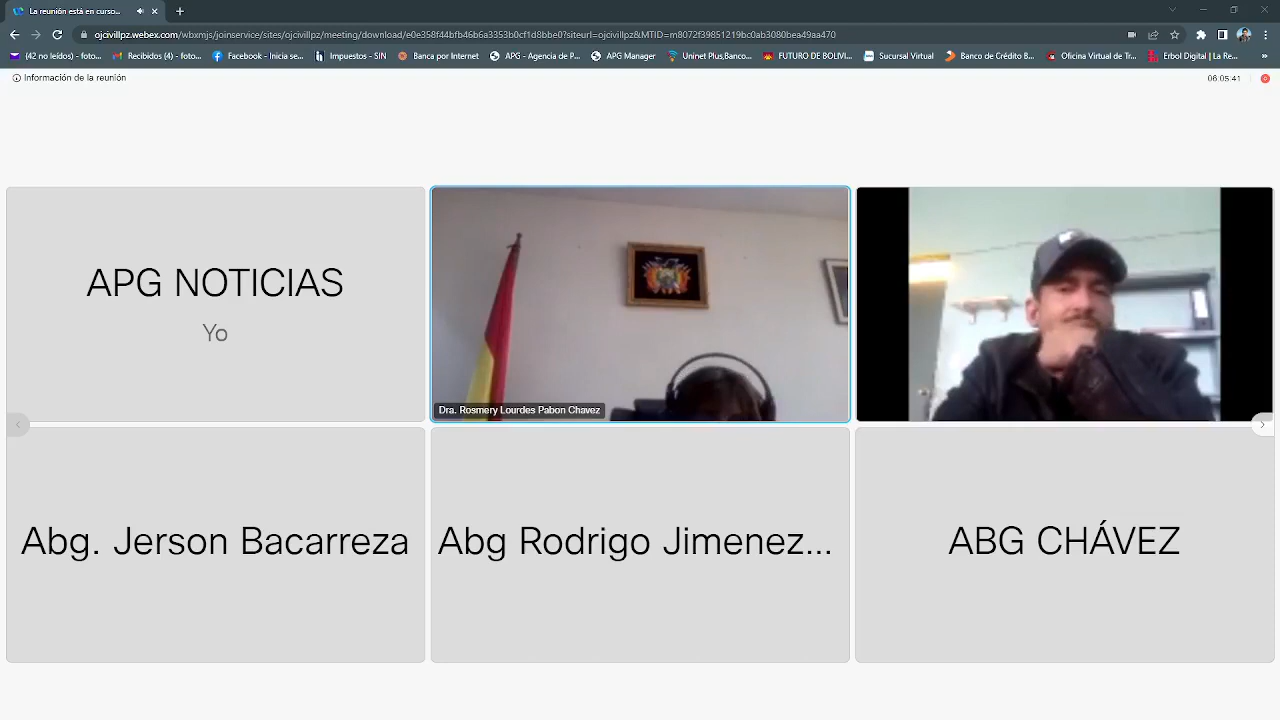 La reunión está en curso...
ojcivillpz.webex.com/wbxmjs/joinservice/sites/ojcivillpz/meeting/download/e0e358f44bfb46b6a3353b0cf1d16be0?siteurl=ojcivillpz&MTID=m8072f39851219bc0ab3080bea49aa470
(42 no leídos) - foto...
Recibidos (4) - foto...
Facebook - Inicia se...
Impuestos - SIN
Banca por Internet
APG - Agencia de P...
APG Manager
Uninet Plus,Banco...
FUTURO DE BOLIVI...
Sucursal Virtual
Banco de Crédito B...
Oficina Virtual de Tr...
Erbol Digital | La Re...
Información de la reunión
06:05:41
APG NOTICIAS
Yo
Dra. Rosmery Lourdes Pabon Chavez
Abg. Jerson Bacarreza
Abg Rodrigo Jimenez...
ABG CHÁVEZ